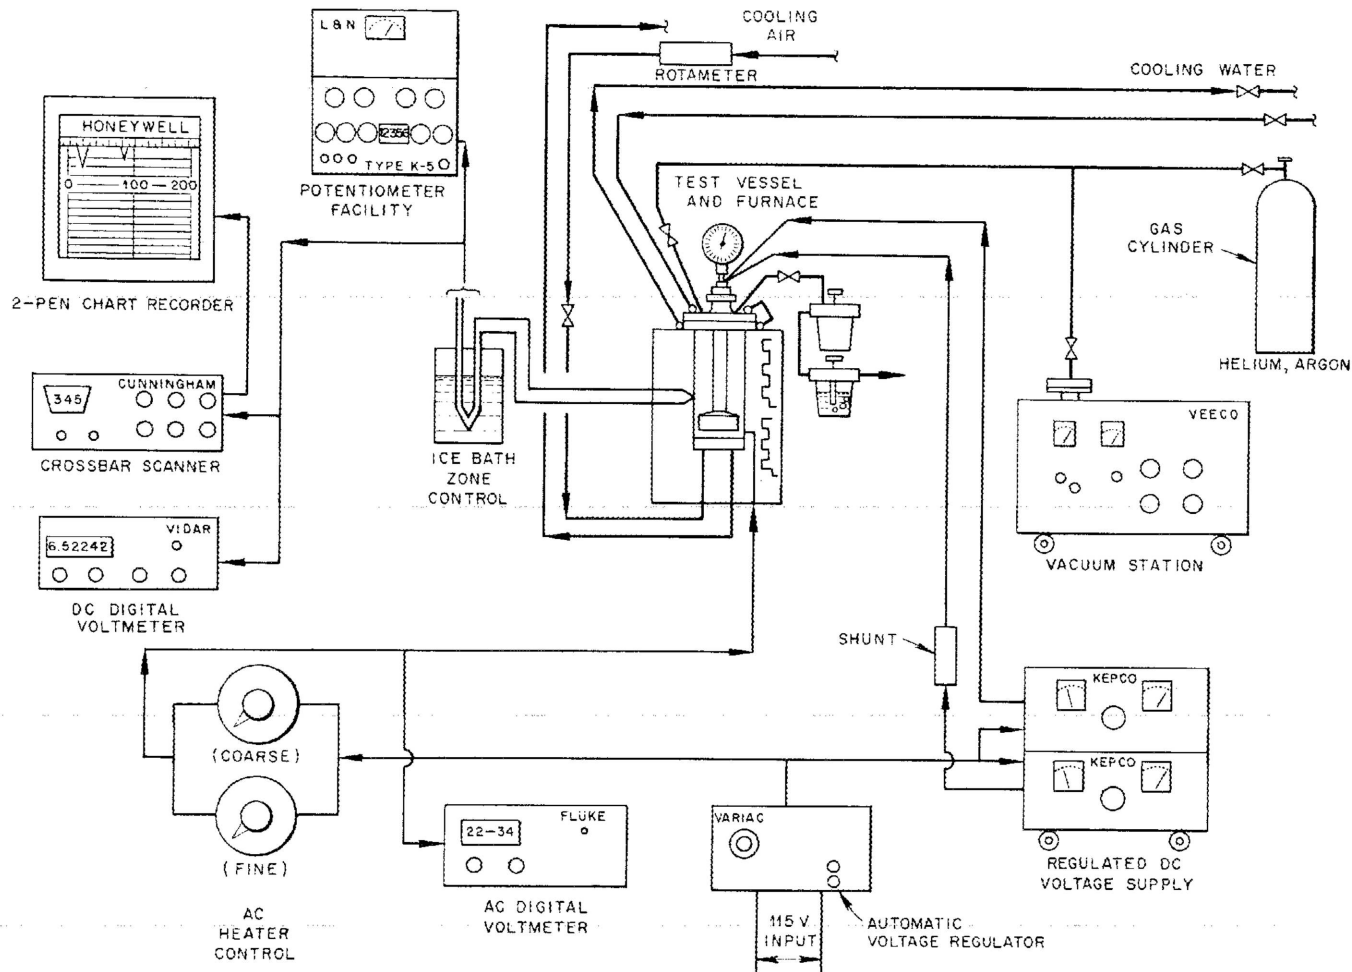 L & N
12356
TYPE K-5
POTENTIOMETER
FACILITY
COOLING
AIR
ROTAMETER
COOLING WATER
HONEYWELL
0 100 200
2-PEN CHART RECORDER
TEST VESSEL
AND FURNACE
GAS
CYLINDER
HELIUM, ARGON
CUNNINGHAM
345
CROSSBAR SCANNER
ICE BATH
ZONE
CONTROL
VEECO
VACUUM STATION
VIDAR
6.52242
DC DIGITAL
VOLTMETER
SHUNT
KEPCO
KEPCO
REGULATED DC
VOLTAGE SUPPLY
(COARSE)
(FINE)
AC
HEATER
CONTROL
FLUKE
22-34
AC DIGITAL
VOLTMETER
VARIAC
115 V
INPUT
AUTOMATIC
VOLTAGE REGULATOR